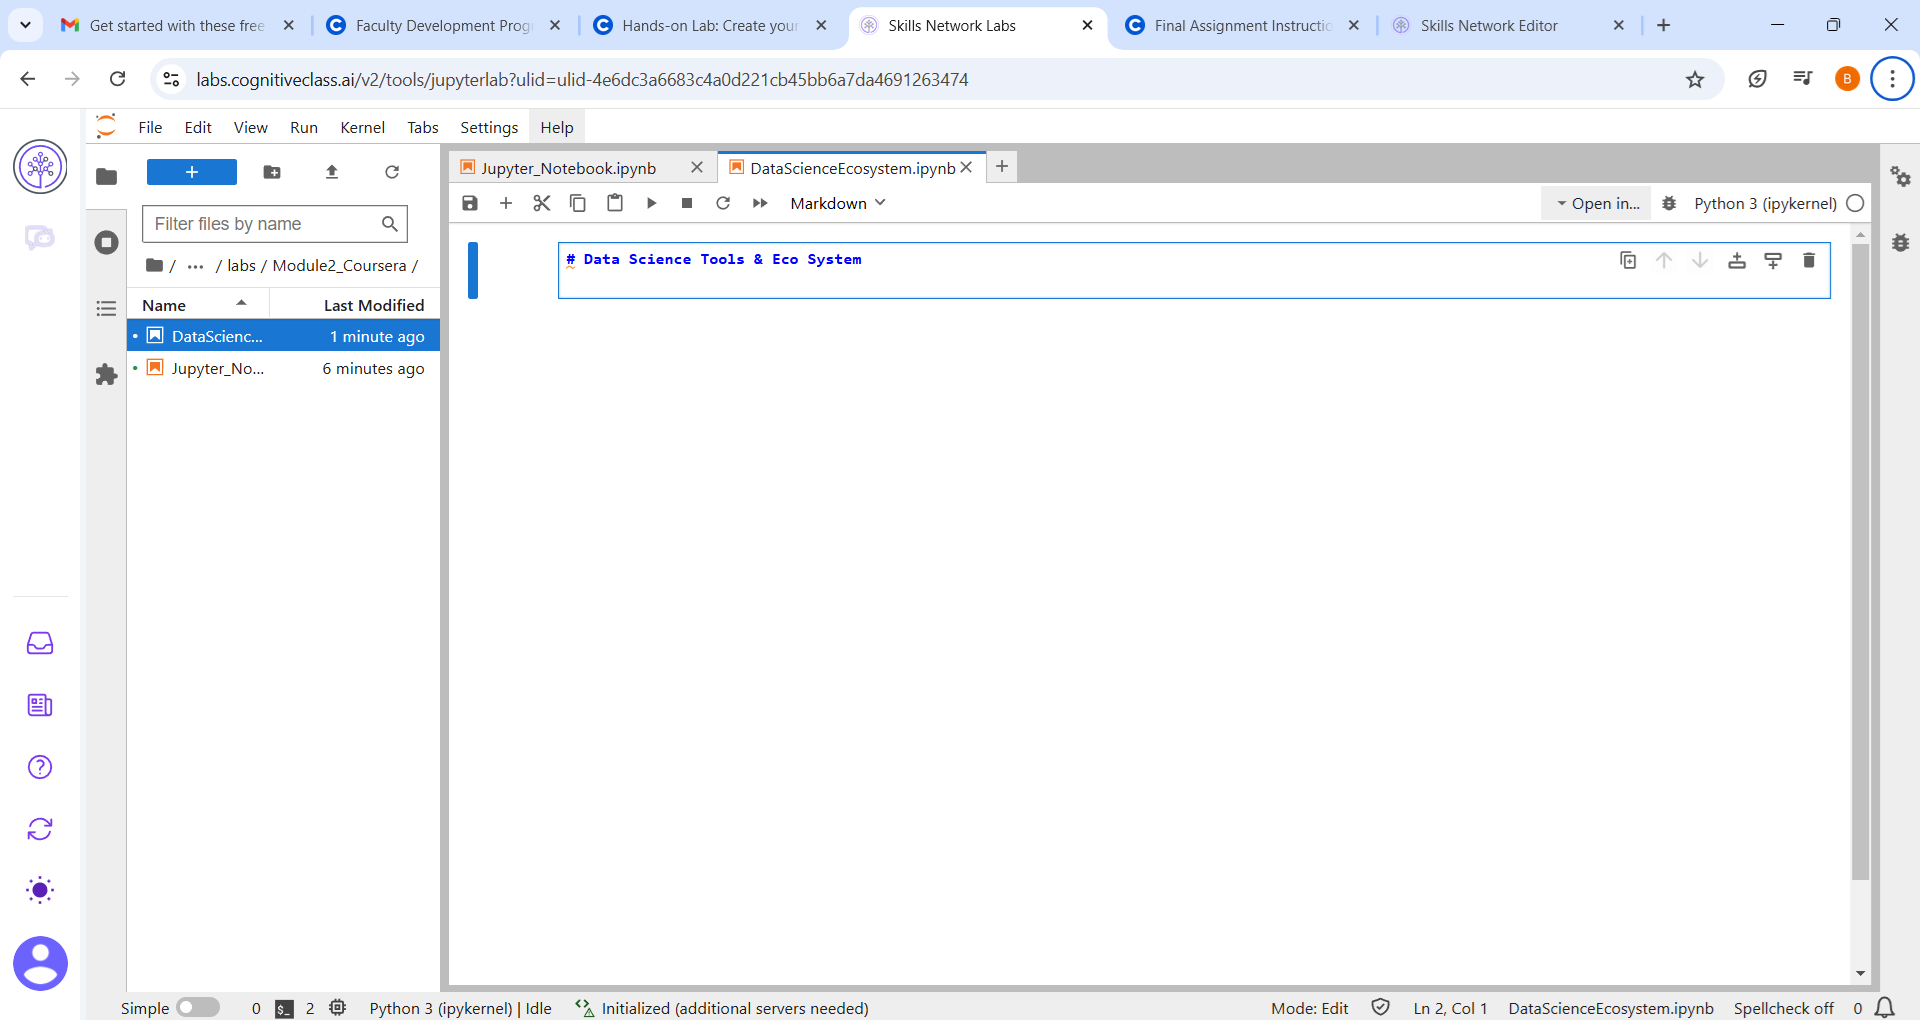 Get started with these free
Faculty Development Prog
Hands-on Lab: Create your
Skills Network Labs
Final Assignment Instructio
Skills Network Editor
labs.cognitiveclass.ai/v2/tools/jupyterlab?ulid=ulid-4e6dc3a6683c4a0d221cb45bb6a7da4691263474
B
File Edit View Run Kernel Tabs Settings Help
Filter files by name
/ ··· / labs / Module2_Coursera /
Name Last Modified
DataScienc... 1 minute ago
Jupyter_No... 6 minutes ago
Jupyter_Notebook.ipynb
DataScienceEcosystem.ipynb
Markdown
Open in...
Python 3 (ipykernel)
# Data Science Tools & Eco System
Simple 0 $_ 2 Python 3 (ipykernel) | Idle Initialized (additional servers needed)
Mode: Edit Ln 2, Col 1 DataScienceEcosystem.ipynb Spellcheck off 0